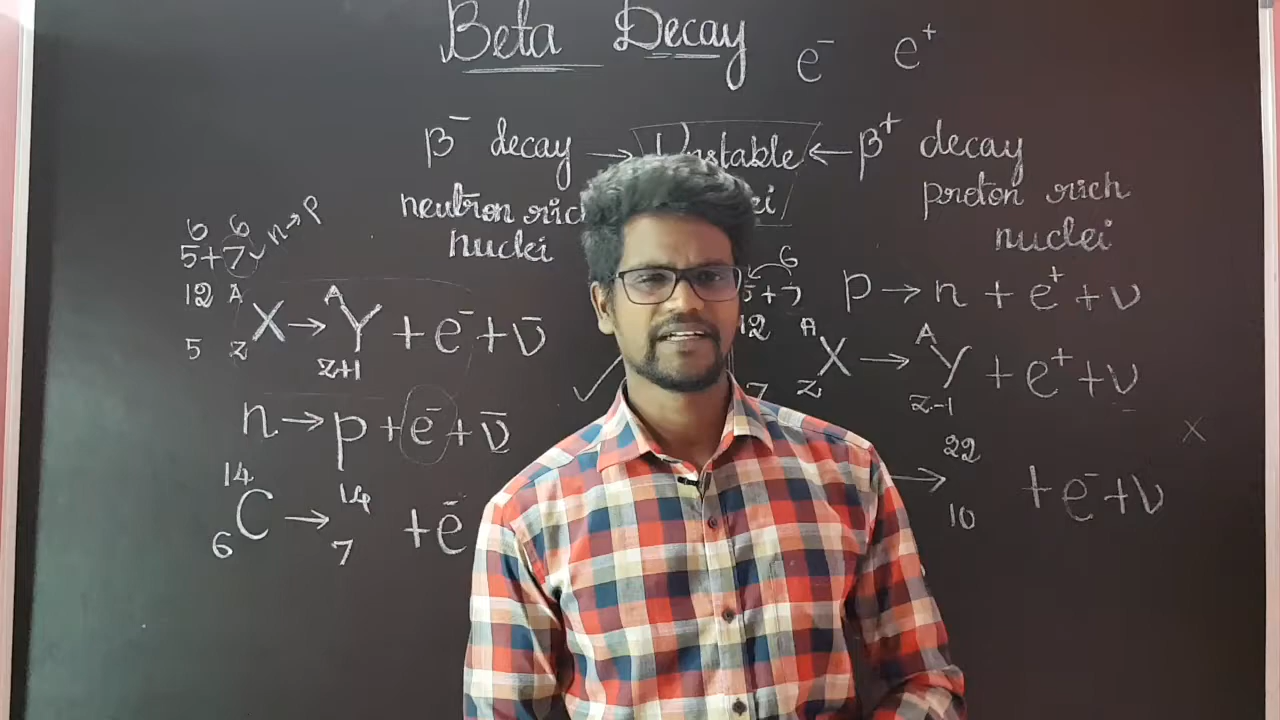 Beta Decay e⁻ e⁺
β⁻ decay → Unstable ← β⁺ decay
neutron rich
nuclei
proton rich
nuclei
6 6
5+7 n→p
12 A
5 z X → A Y z+1 + e⁻ + ν̄
n → p + e⁻ + ν̄
14 6 C → 14 7 + e⁻
6
5+7
12
7
p → n + e⁺ + ν
A z X → A Y z-1 + e⁺ + ν
→ 22 10 + e⁻ + ν
x